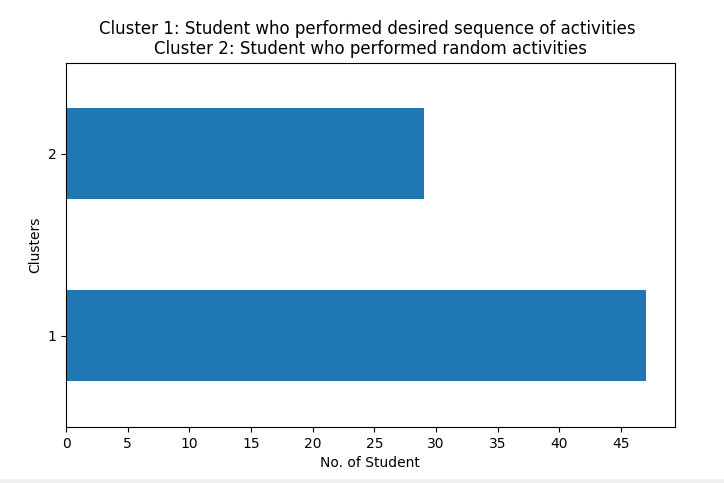 Cluster 1: Student who performed desired sequence of activities
Cluster 2: Student who performed random activities
2
Clusters
1
0 5 10 15 20 25 30 35 40 45
No. of Student